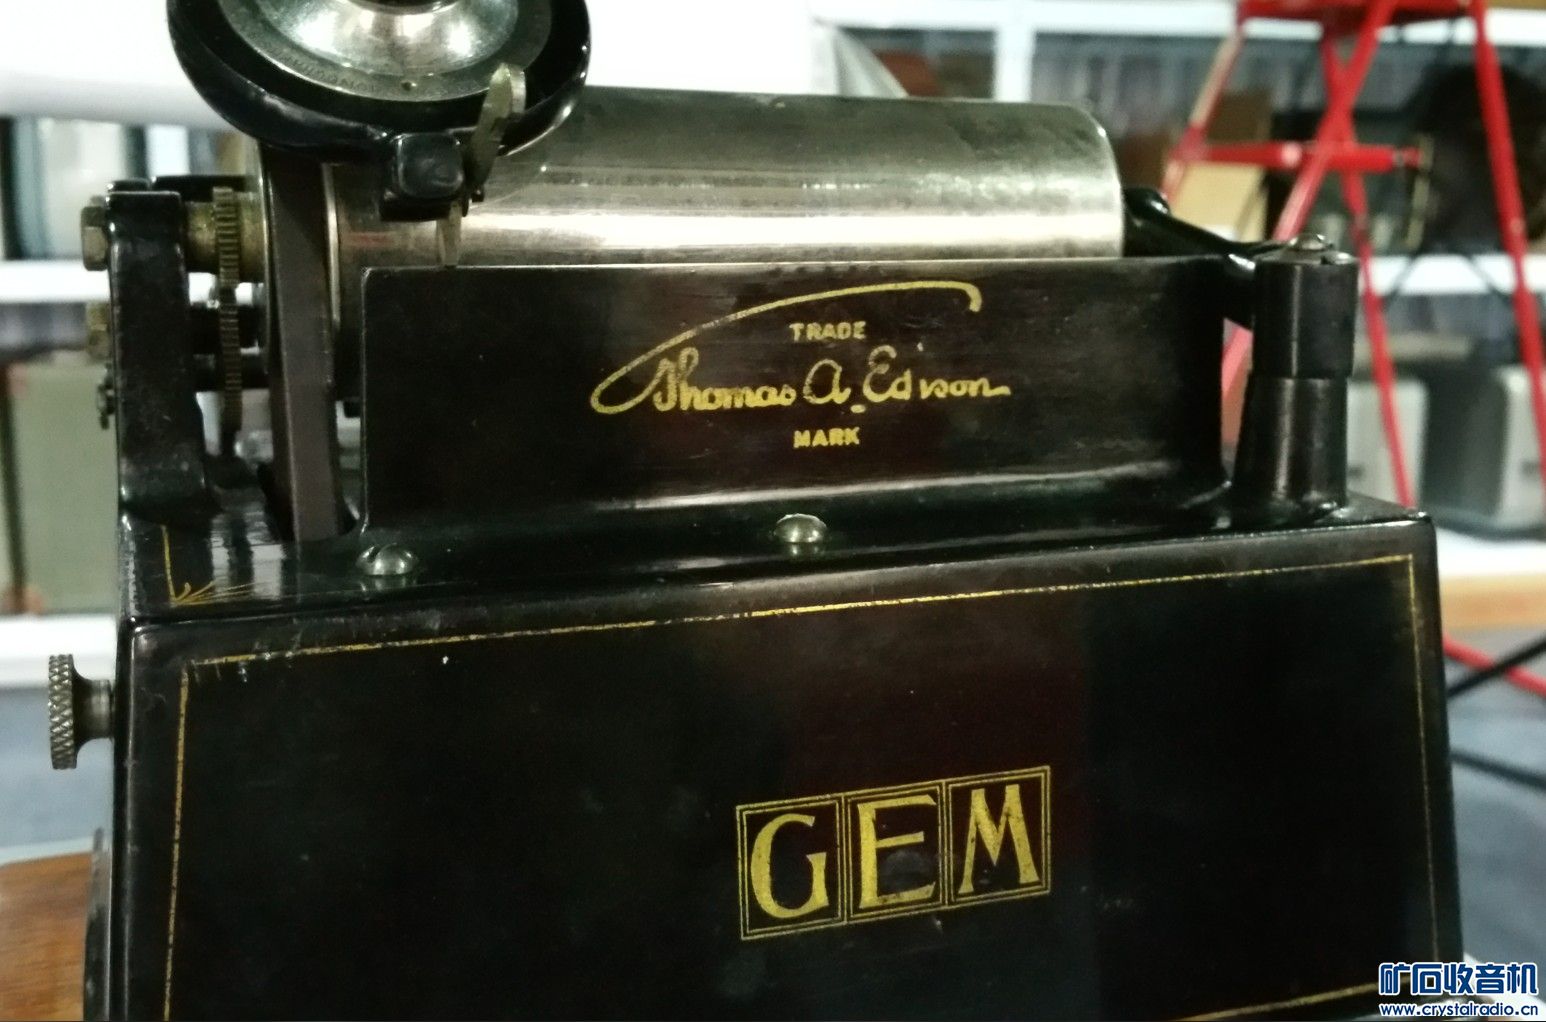 TRADE
Thomas A. Edison
MARK
GEM
矿石收音机
www.crystalradio.cn